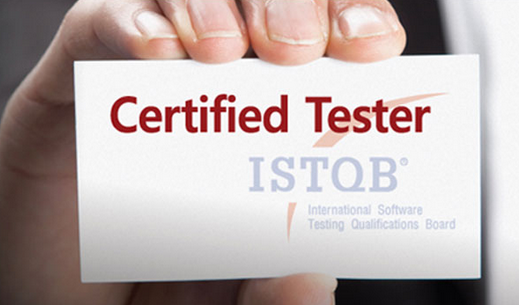 Certified Tester
ISTQB®
International Software
Testing Qualifications Board